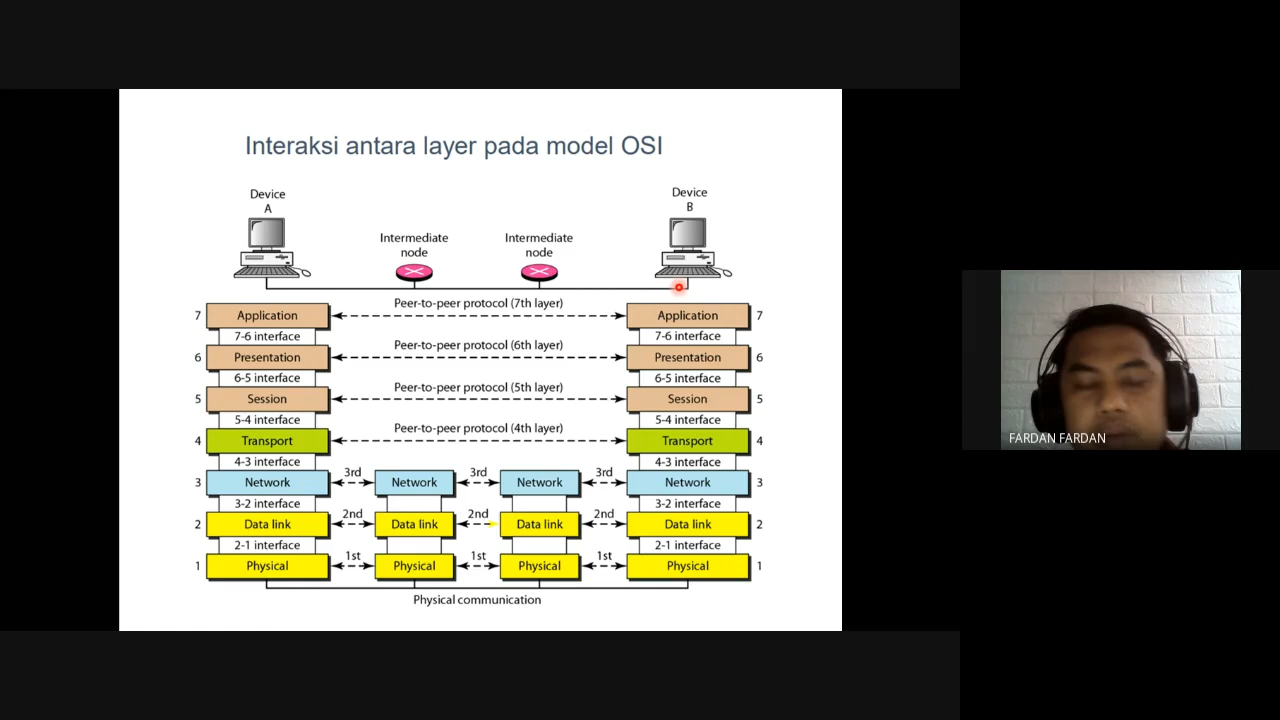 Interaksi antara layer pada model OSI
Device
A
Device
B
Intermediate
node
Intermediate
node
Peer-to-peer protocol (7th layer)
7 Application Application 7
7-6 interface 7-6 interface
Peer-to-peer protocol (6th layer)
6 Presentation Presentation 6
6-5 interface 6-5 interface
Peer-to-peer protocol (5th layer)
5 Session Session 5
5-4 interface 5-4 interface
Peer-to-peer protocol (4th layer)
4 Transport Transport 4
4-3 interface 4-3 interface
3rd 3rd 3rd
3 Network Network Network Network 3
3-2 interface 3-2 interface
2nd 2nd 2nd
2 Data link Data link Data link Data link 2
2-1 interface 2-1 interface
1st 1st 1st
1 Physical Physical Physical Physical 1
Physical communication
FARDAN FARDAN